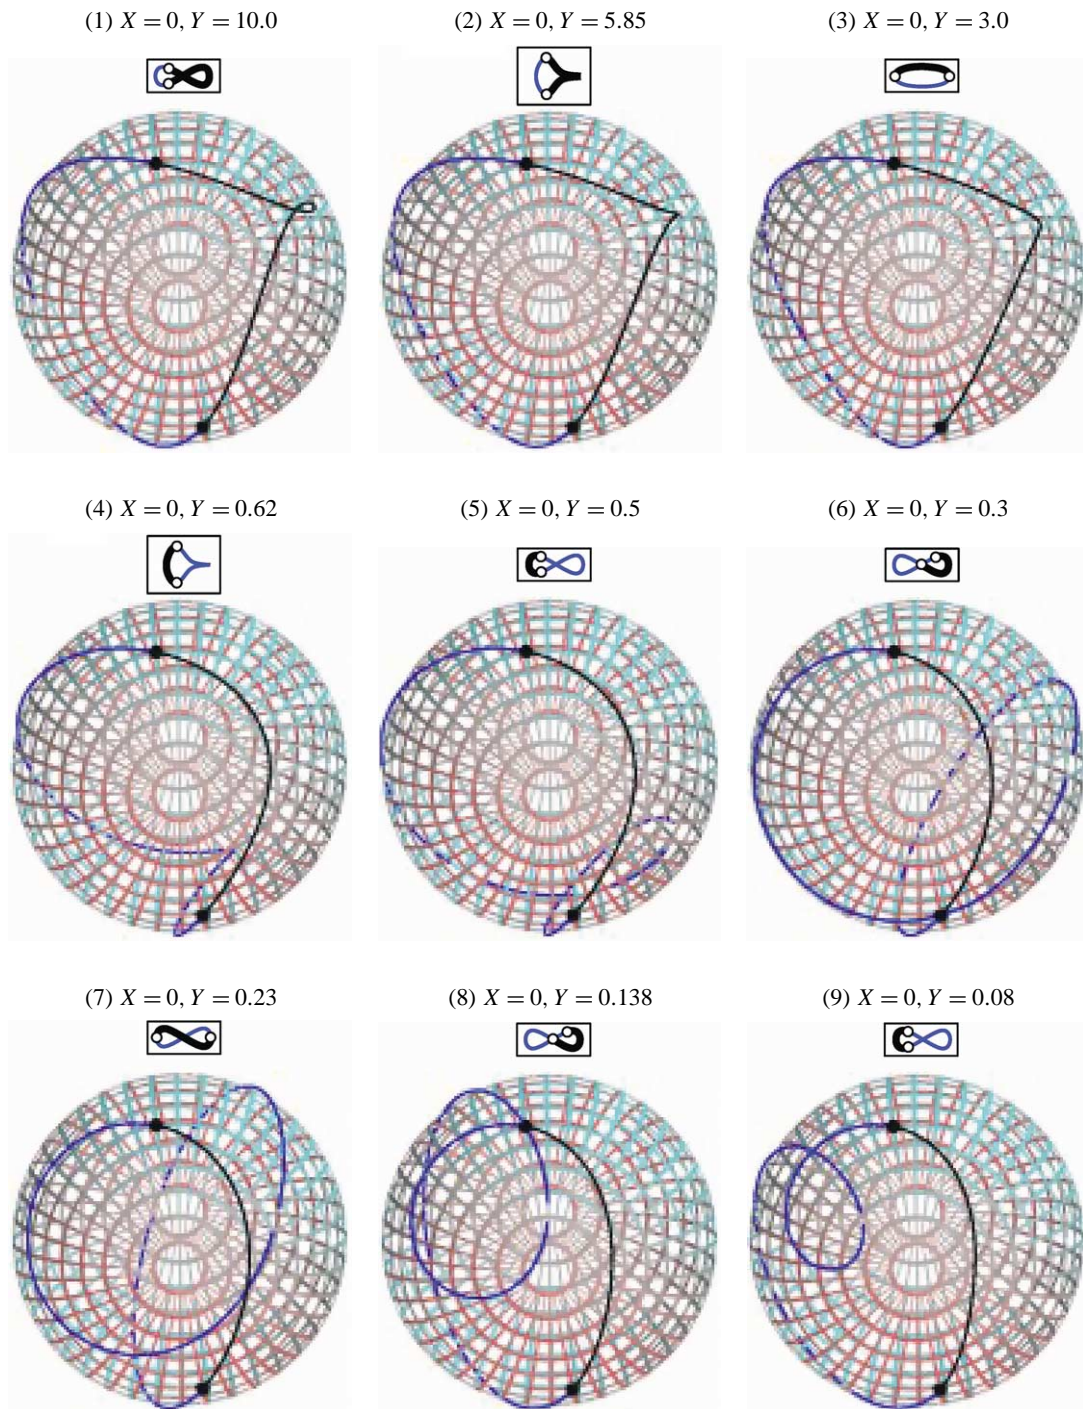 (1) X = 0, Y = 10.0
(2) X = 0, Y = 5.85
(3) X = 0, Y = 3.0
(4) X = 0, Y = 0.62
(5) X = 0, Y = 0.5
(6) X = 0, Y = 0.3
(7) X = 0, Y = 0.23
(8) X = 0, Y = 0.138
(9) X = 0, Y = 0.08